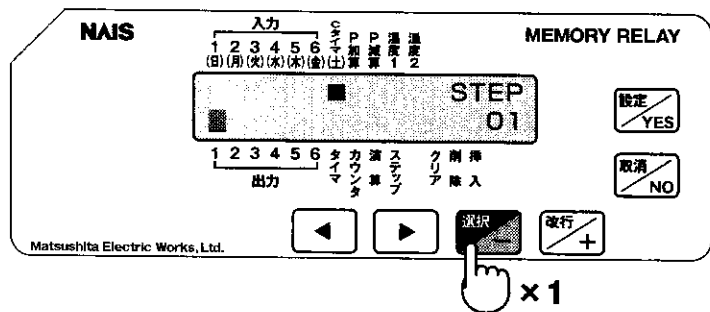 NAiS
MEMORY RELAY
入力
1 2 3 4 5 6 Cタイマ P加算 P減算 温度1 温度2
(日) (月) (火) (水) (木) (金) (土)
STEP
01
1 2 3 4 5 6 タイマ カウンタ 演算 ステップ クリア 削除 挿入
出力
設定 YES
取消 NO
◀ ▶ 選択 − 改行 +
Matsushita Electric Works, Ltd.
×1